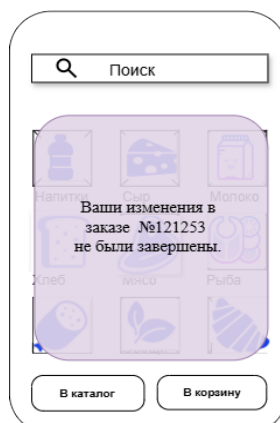 Поиск
Напитки Сыр Молоко
Ваши изменения в
заказе №121253
не были завершены.
Хлеб Мясо Рыба
В каталог В корзину